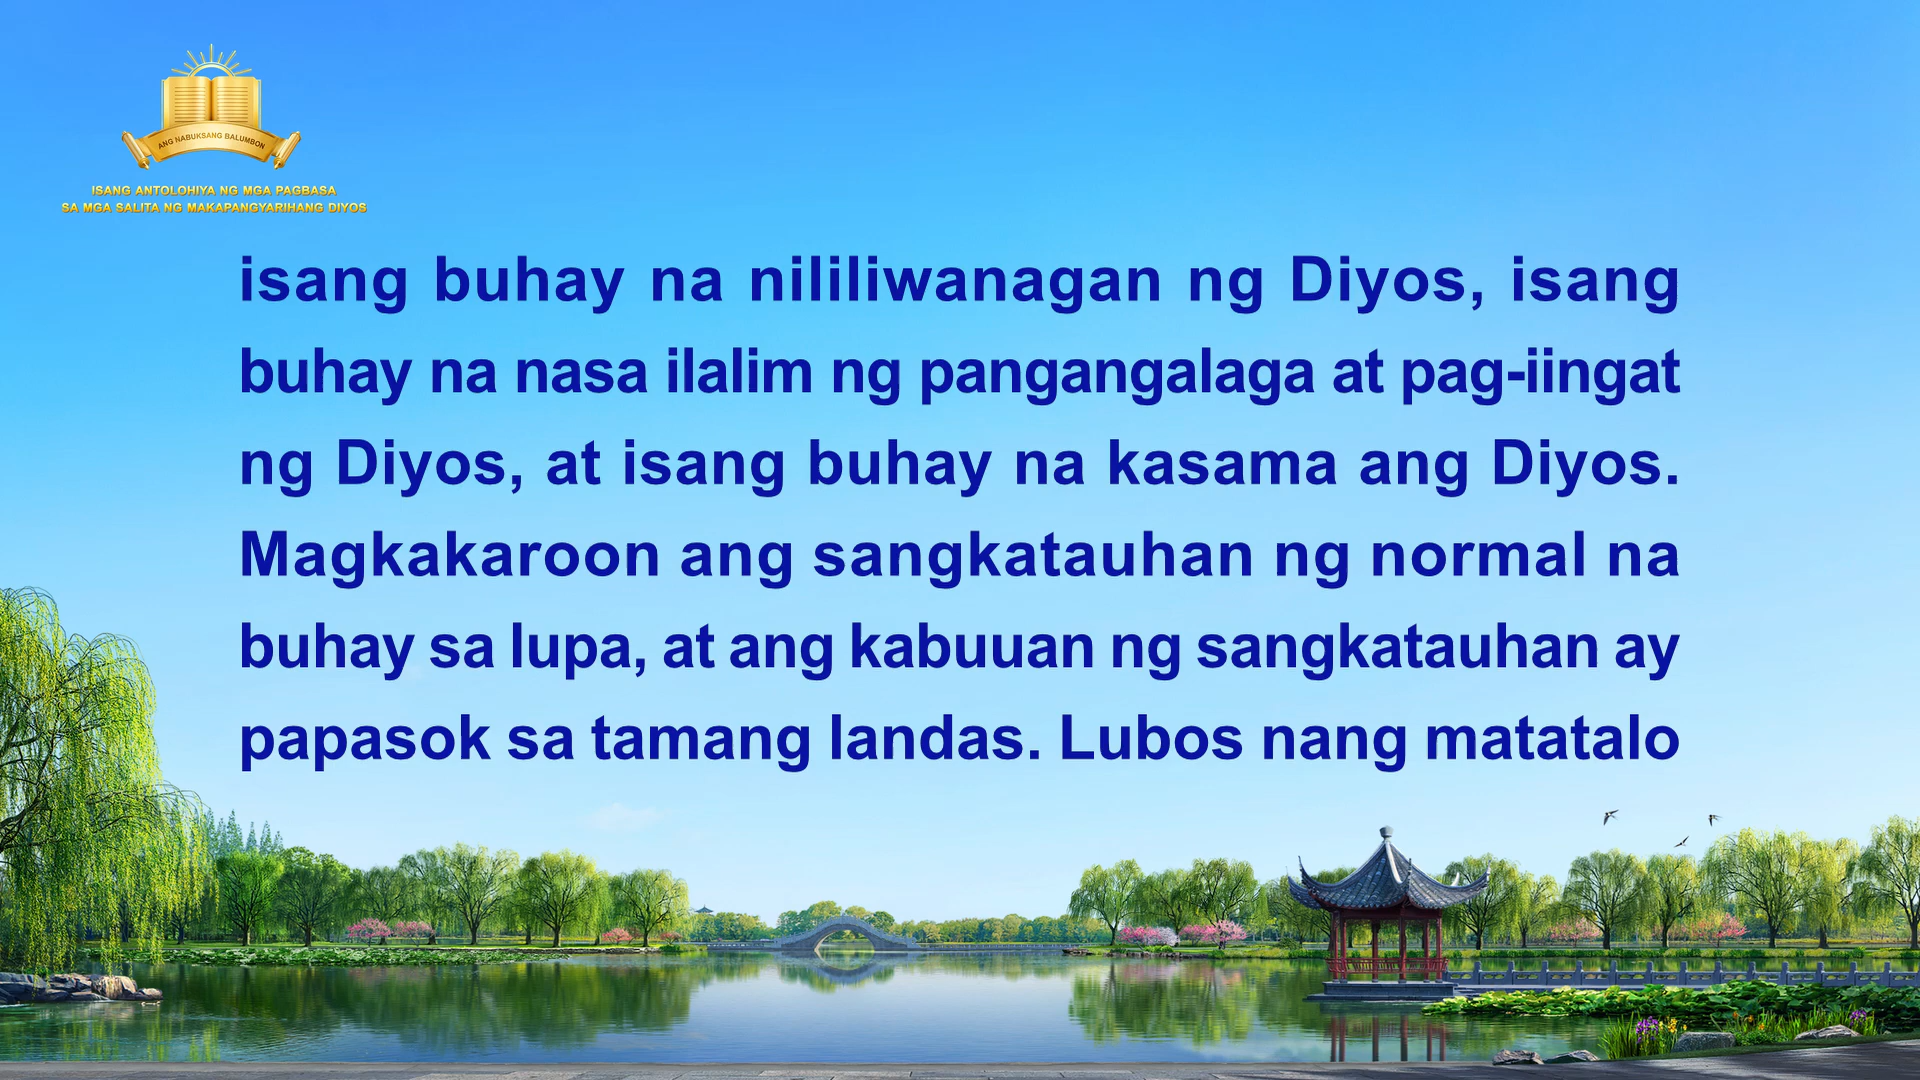 ANG NABUKSANG BALUMBON
ISANG ANTOLOHIYA NG MGA PAGBASA
SA MGA SALITA NG MAKAPANGYARIHANG DIYOS
isang buhay na nililiwanagan ng Diyos, isang
buhay na nasa ilalim ng pangangalaga at pag-iingat
ng Diyos, at isang buhay na kasama ang Diyos.
Magkakaroon ang sangkatauhan ng normal na
buhay sa lupa, at ang kabuuan ng sangkatauhan ay
papasok sa tamang landas. Lubos nang matatalo